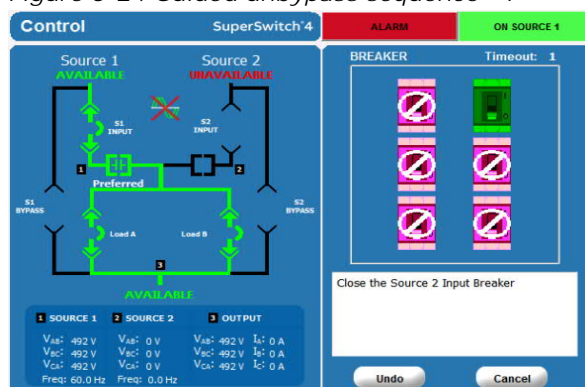 Figure 3-24 Guided unbypass sequence - 4
Control
SuperSwitch®4
ALARM
ON SOURCE 1
Source 1
AVAILABLE
Source 2
UNAVAILABLE
S1
INPUT
S2
INPUT
1
2
Preferred
S1
BYPASS
S2
BYPASS
Load A
Load B
3
AVAILABLE
1 SOURCE 1
2 SOURCE 2
3 OUTPUT
VAB: 492 V
VAB: 0 V
VAB: 492 V
IA: 0 A
VBC: 492 V
VBC: 0 V
VBC: 492 V
IB: 0 A
VCA: 492 V
VCA: 0 V
VCA: 492 V
IC: 0 A
Freq: 60.0 Hz
Freq: 0.0 Hz
BREAKER
Timeout: 1
Close the Source 2 Input Breaker
Undo
Cancel